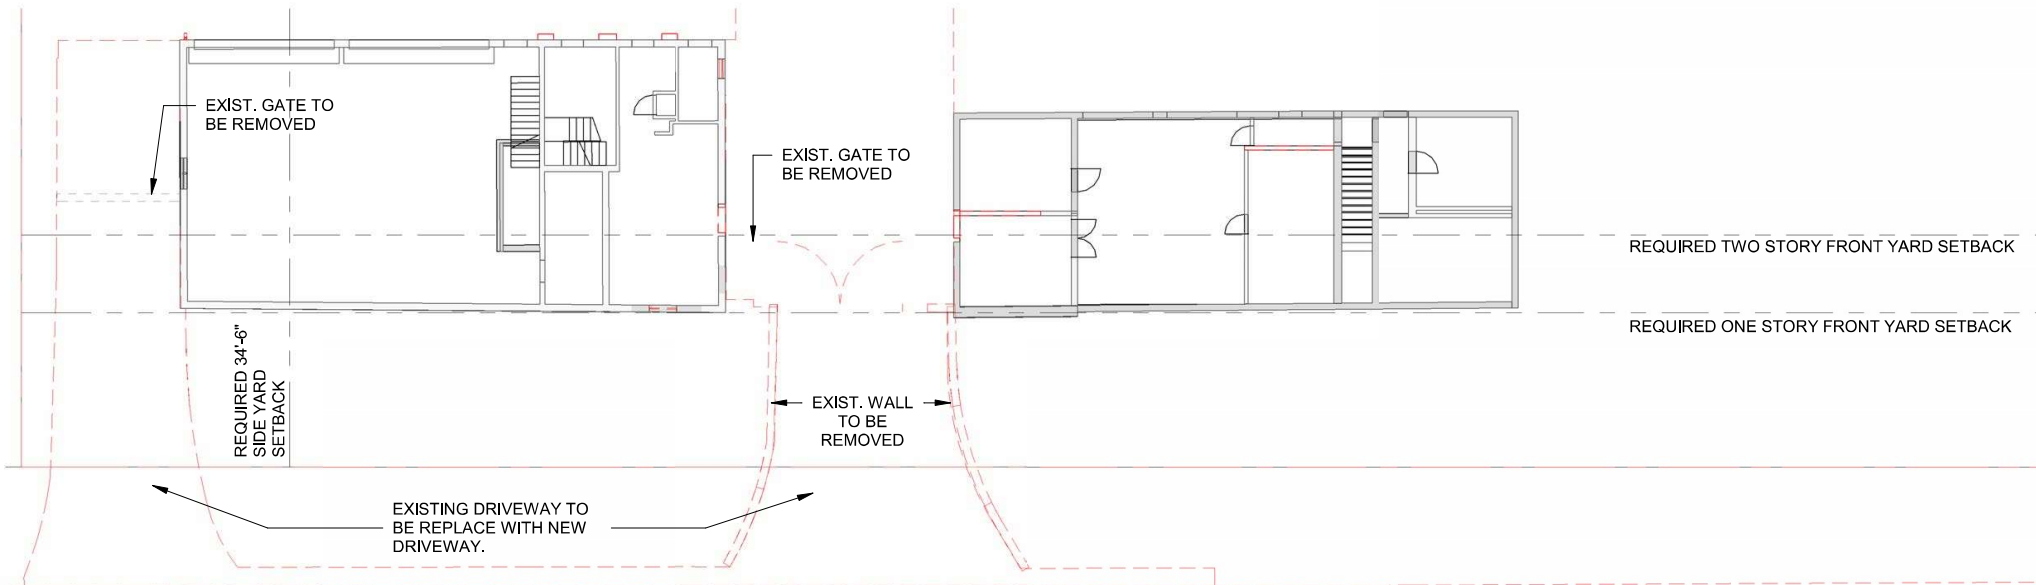 EXIST. GATE TO
BE REMOVED
EXIST. GATE TO
BE REMOVED
REQUIRED TWO STORY FRONT YARD SETBACK
REQUIRED ONE STORY FRONT YARD SETBACK
REQUIRED 34'-6"
SIDE YARD
SETBACK
EXIST. WALL
TO BE
REMOVED
EXISTING DRIVEWAY TO
BE REPLACE WITH NEW
DRIVEWAY.